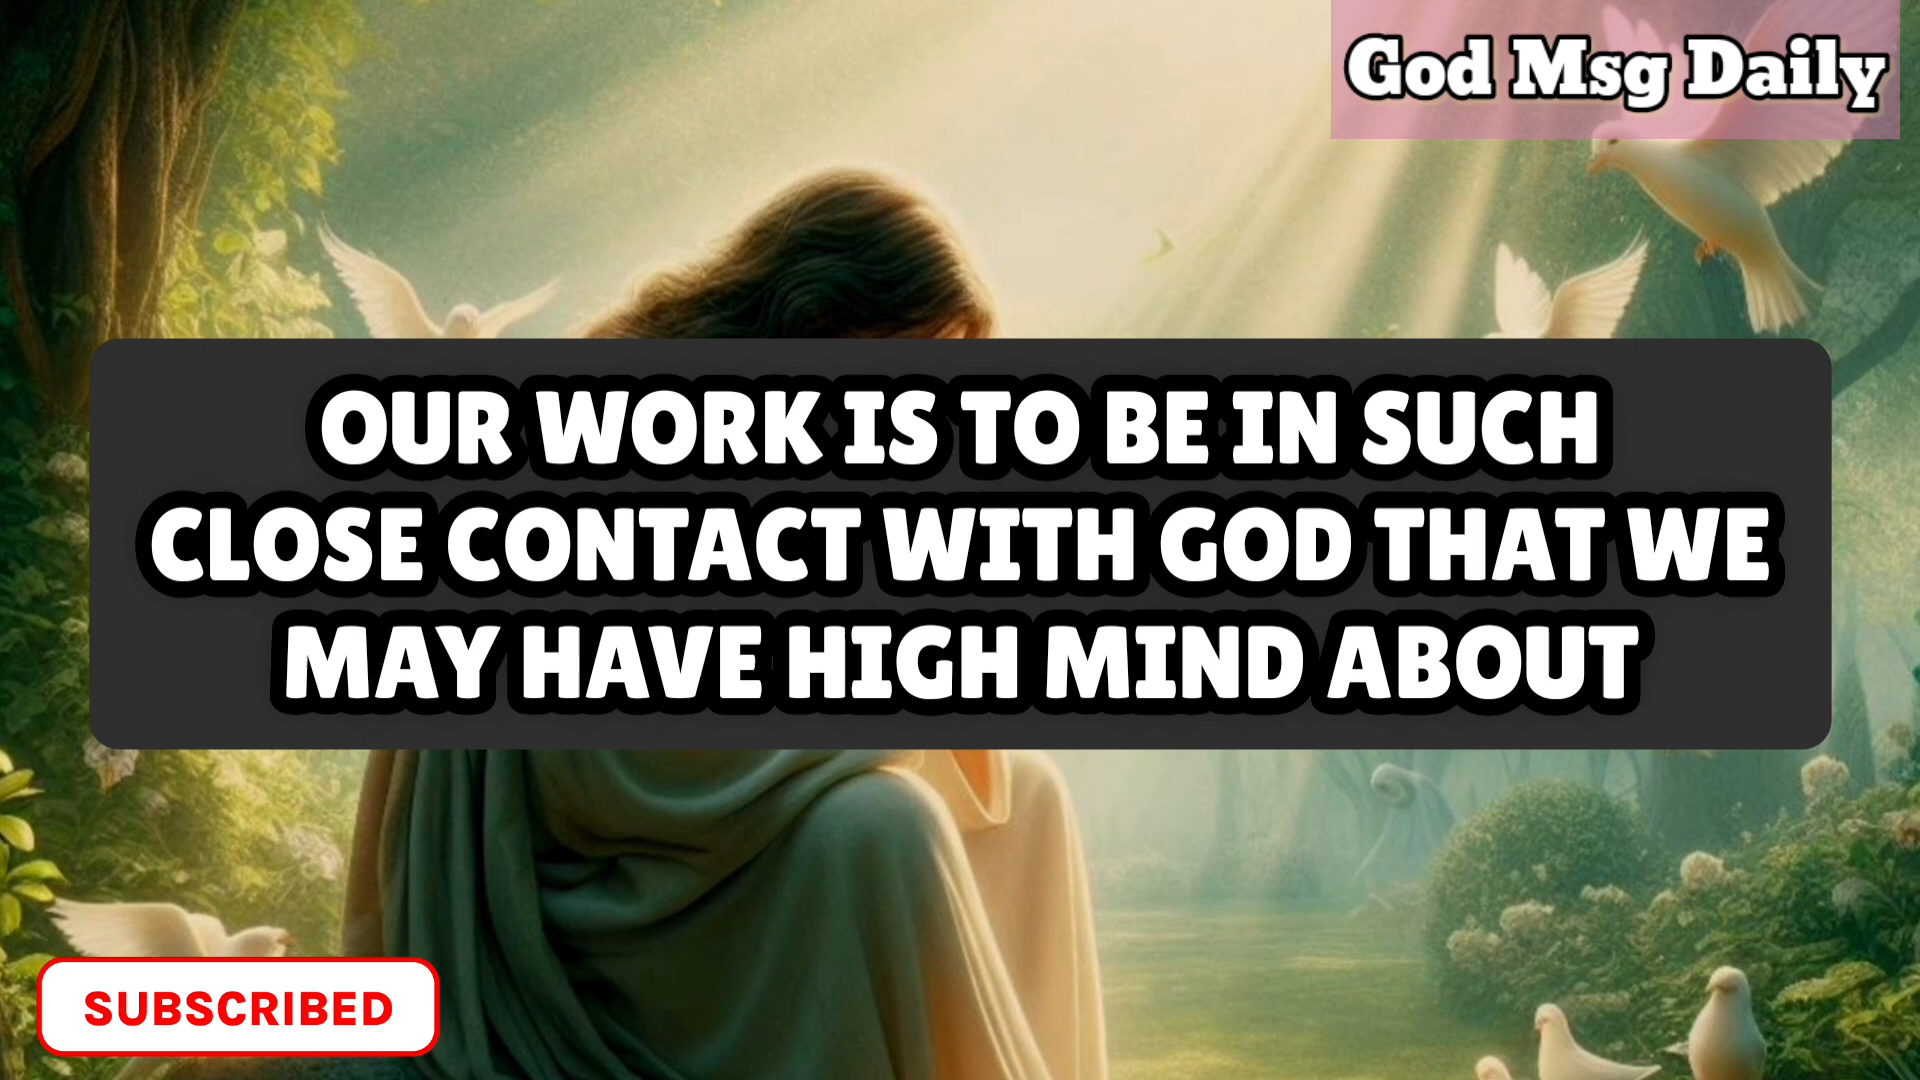 God Msg Daily
OUR WORK IS TO BE IN SUCH
CLOSE CONTACT WITH GOD THAT WE
MAY HAVE HIGH MIND ABOUT
SUBSCRIBED